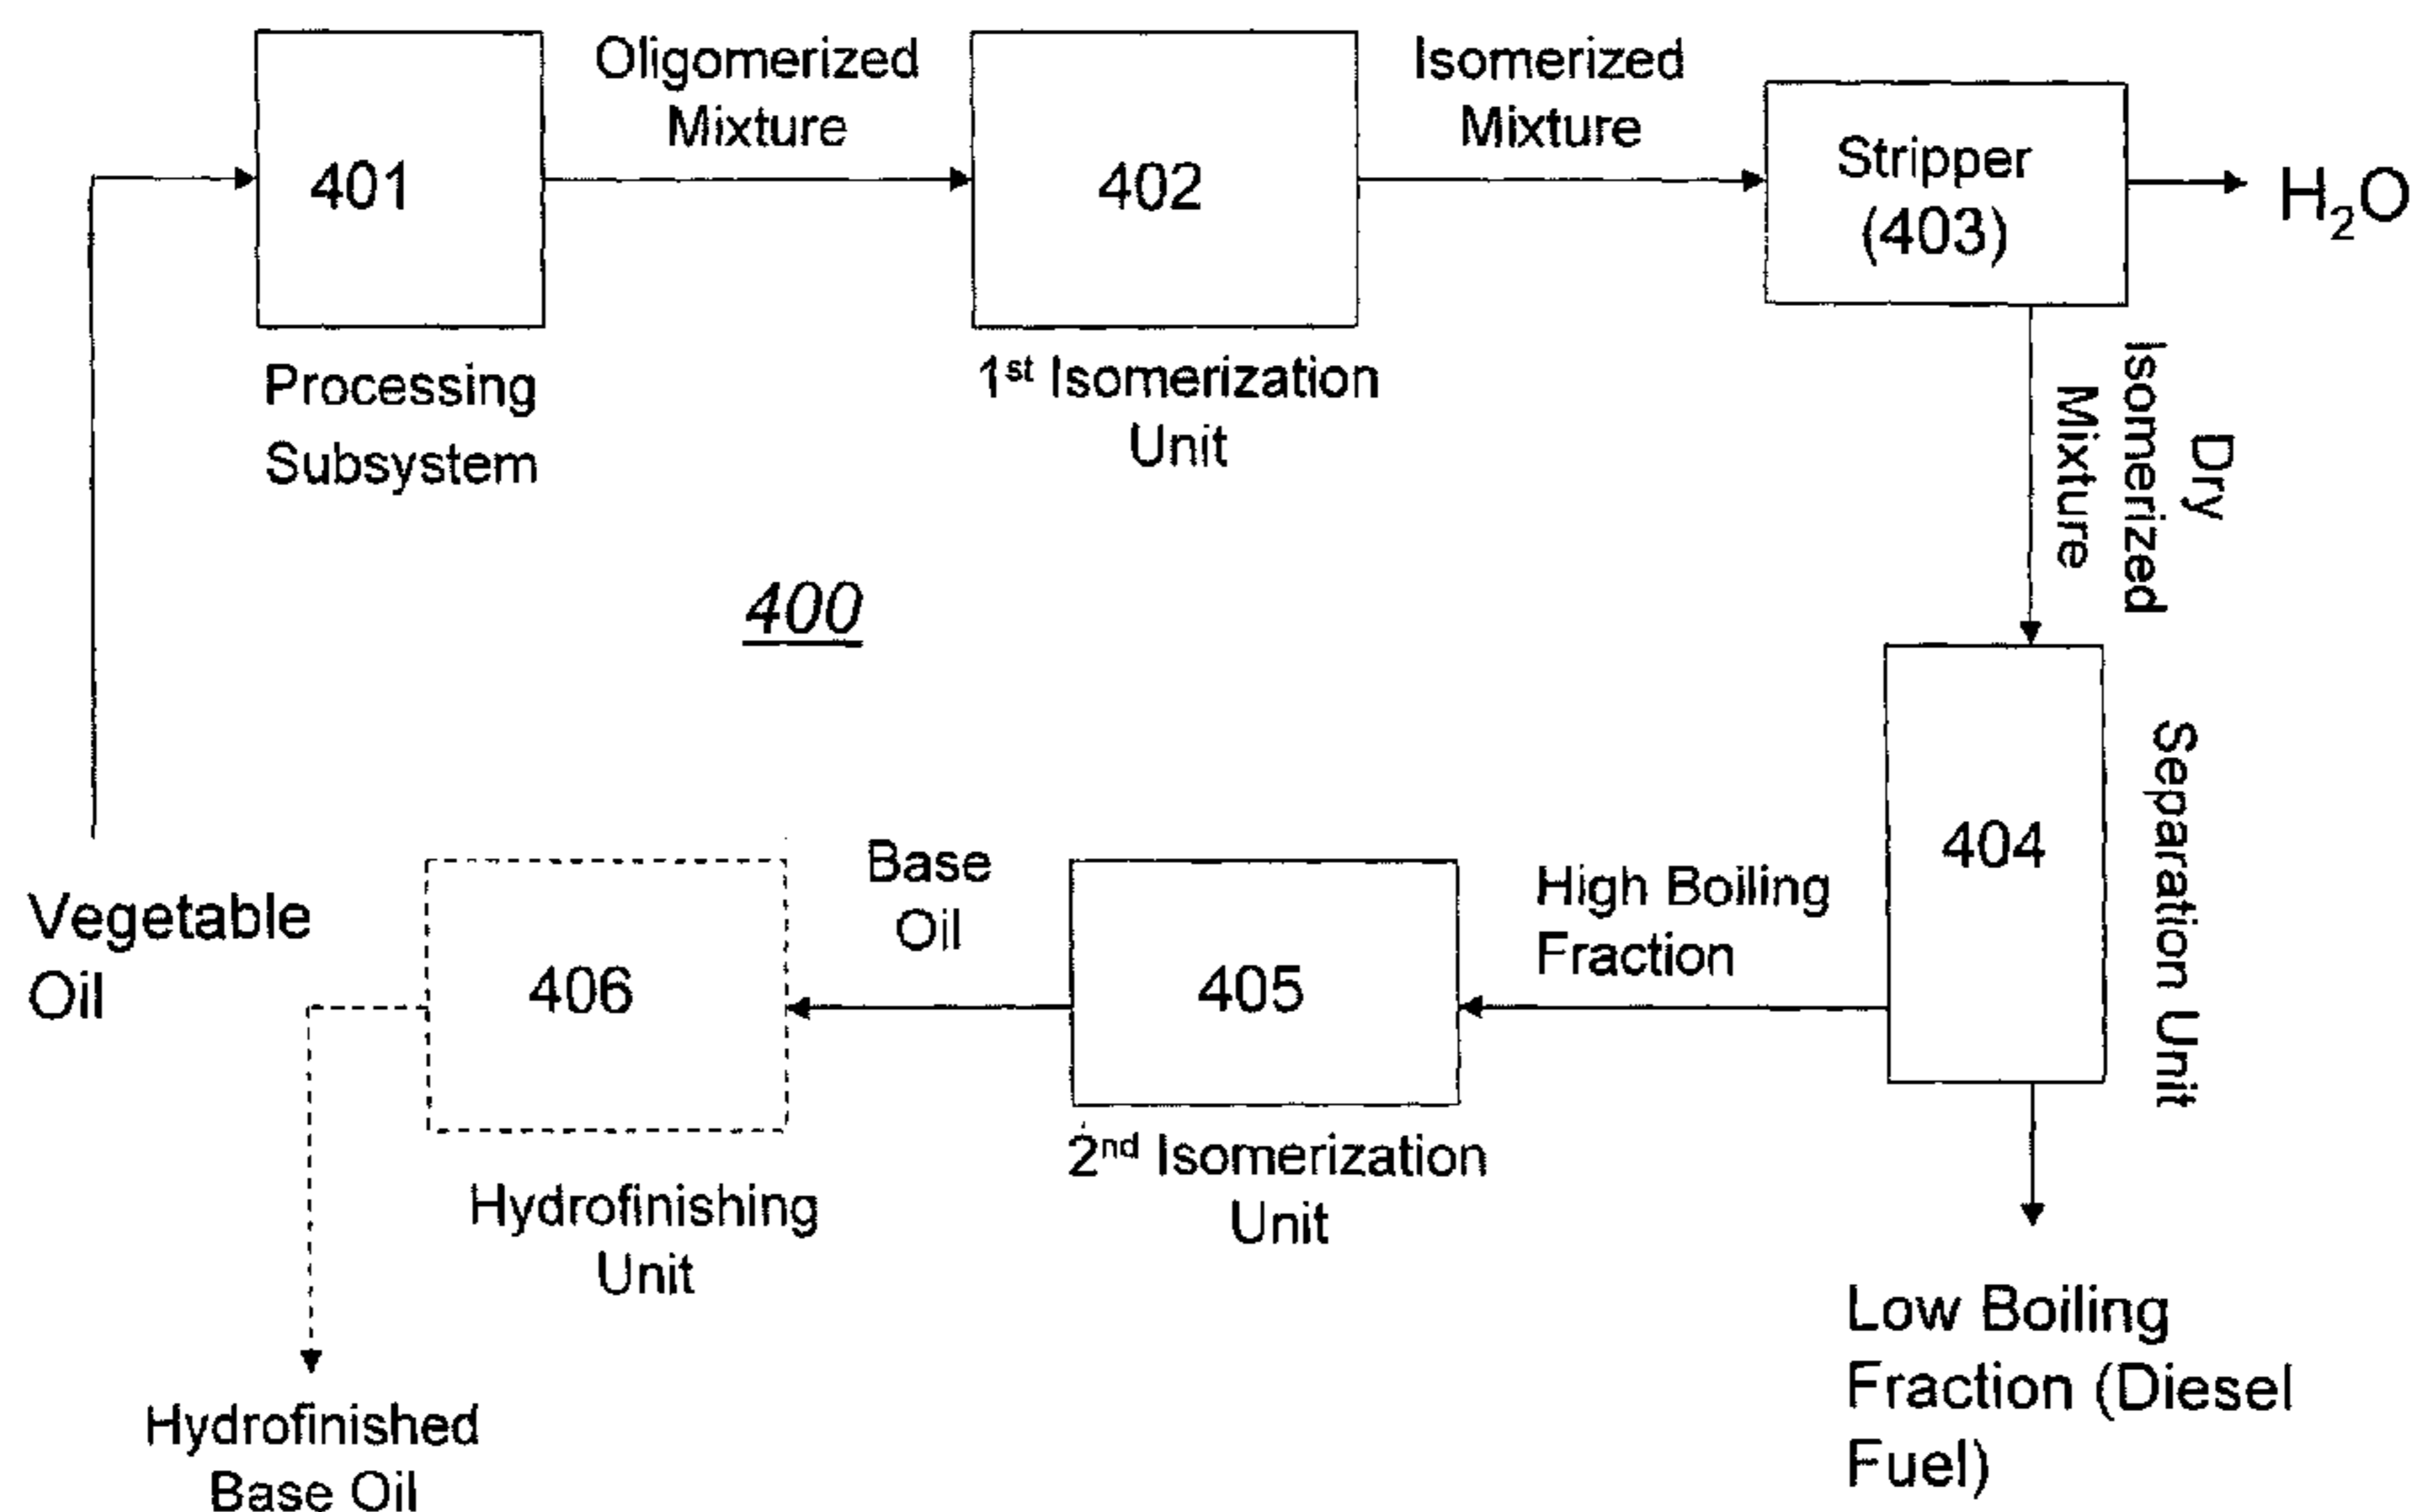 Oligomerized
Mixture
Isomerized
Mixture
401
402
Stripper
(403)
H₂O
Processing
Subsystem
1st Isomerization
Unit
Dry
Isomerized
Mixture
400
404
Separation Unit
High Boiling
Fraction
405
2nd Isomerization
Unit
Base
Oil
406
Hydrofinishing
Unit
Vegetable
Oil
Low Boiling
Fraction (Diesel
Fuel)
Hydrofinished
Base Oil